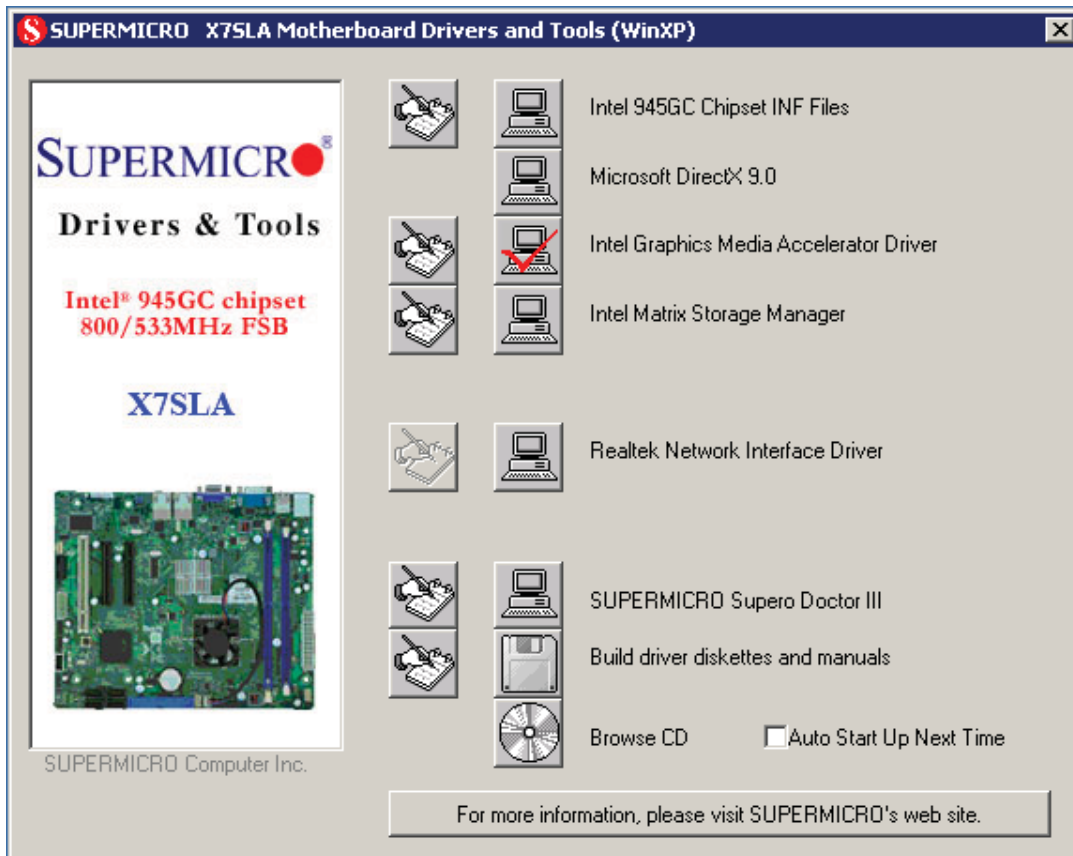 SUPERMICRO X7SLA Motherboard Drivers and Tools (WinXP)
SUPERMICRO®
Drivers & Tools
Intel® 945GC chipset
800/533MHz FSB
X7SLA
SUPERMICRO Computer Inc.
Intel 945GC Chipset INF Files
Microsoft DirectX 9.0
Intel Graphics Media Accelerator Driver
Intel Matrix Storage Manager
Realtek Network Interface Driver
SUPERMICRO Supero Doctor III
Build driver diskettes and manuals
Browse CD
Auto Start Up Next Time
For more information, please visit SUPERMICRO's web site.